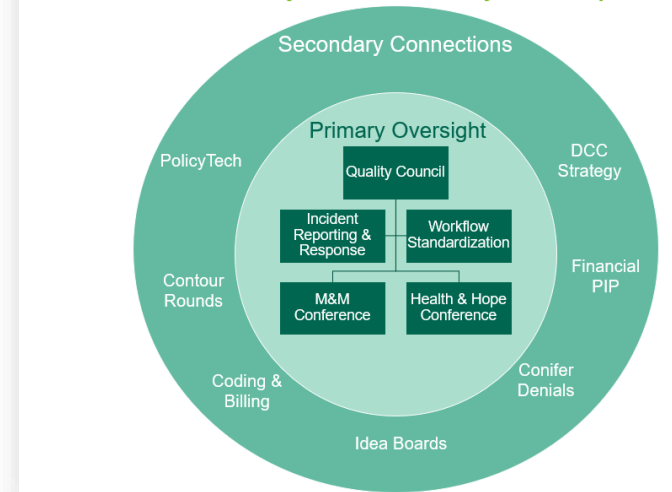 Secondary Connections
Primary Oversight
Quality Council
Incident
Reporting &
Response
Workflow
Standardization
M&M
Conference
Health & Hope
Conference
PolicyTech
Contour
Rounds
Coding &
Billing
Idea Boards
Conifer
Denials
Financial
PIP
DCC
Strategy